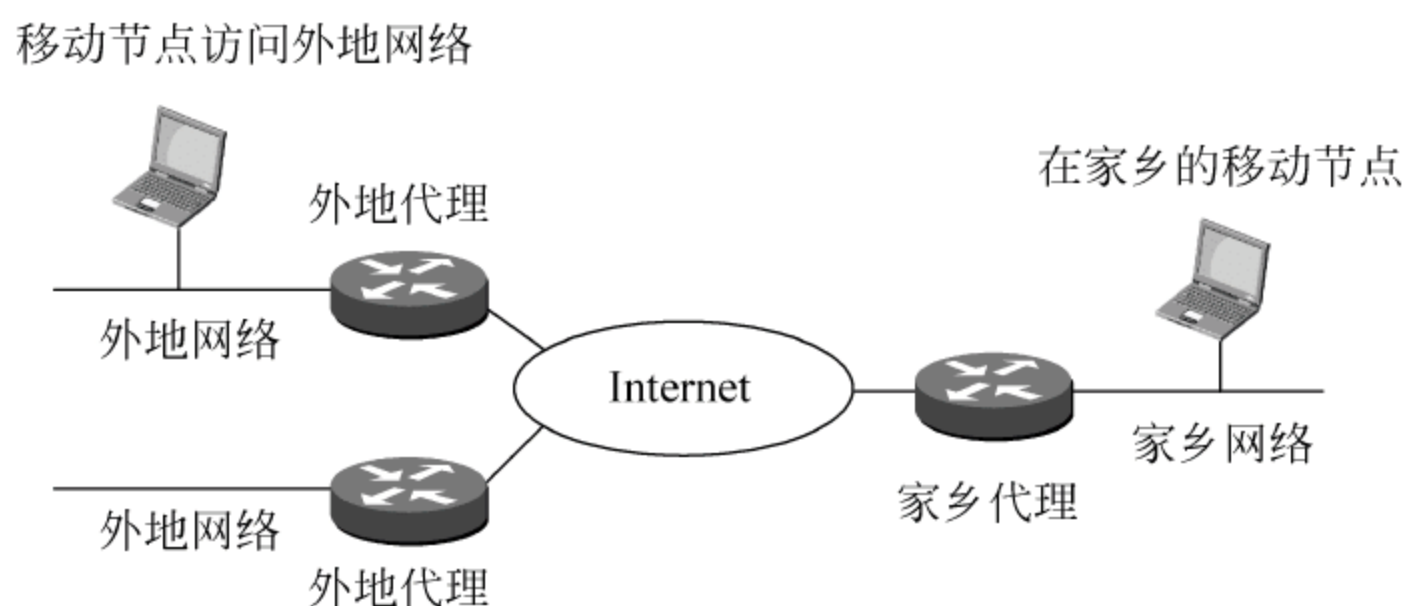 移动节点访问外地网络
在家乡的移动节点
外地代理
外地网络
Internet
家乡网络
家乡代理
外地网络
外地代理